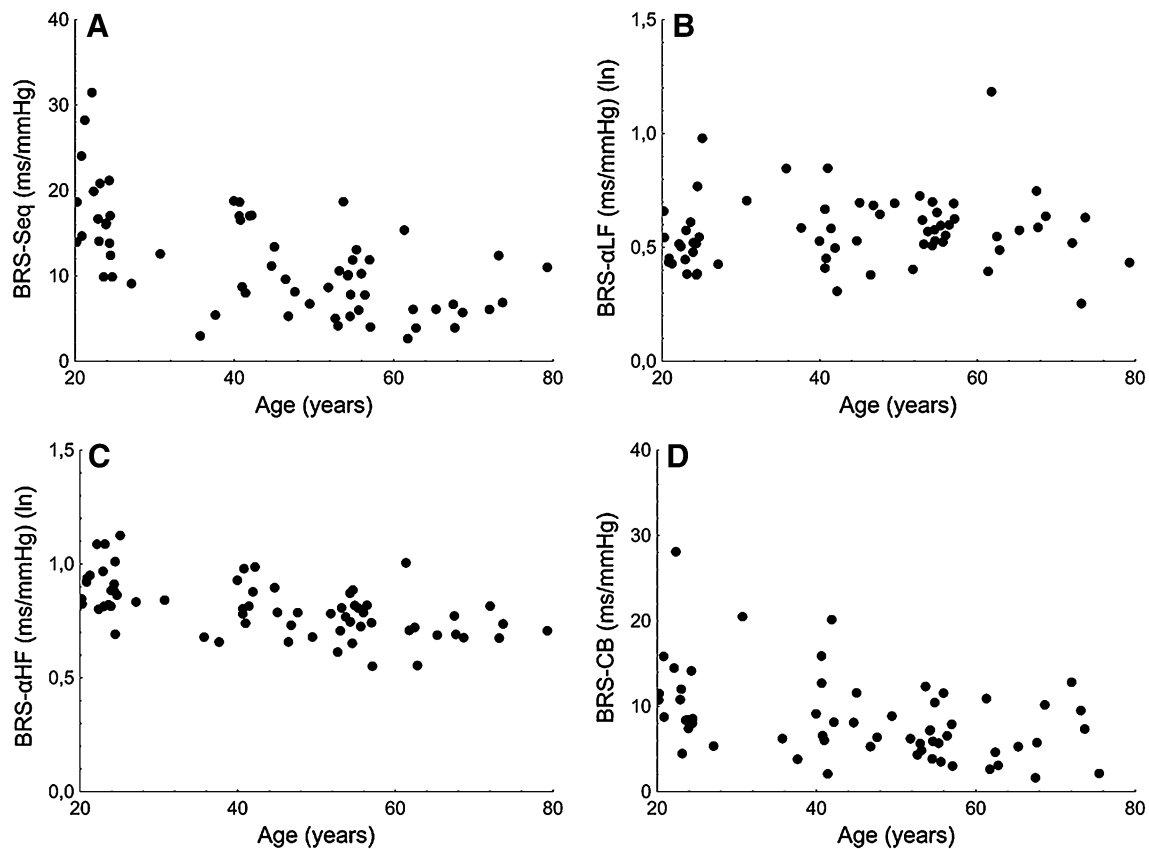 A
BRS-Seq (ms/mmHg)
40
30
20
10
0
20 40 60 80
Age (years)
B
BRS-αLF (ms/mmHg) (ln)
1,5
1,0
0,5
0,0
20 40 60 80
Age (years)
C
BRS-αHF (ms/mmHg) (ln)
1,5
1,0
0,5
0,0
20 40 60 80
Age (years)
D
BRS-CB (ms/mmHg)
40
30
20
10
0
20 40 60 80
Age (years)